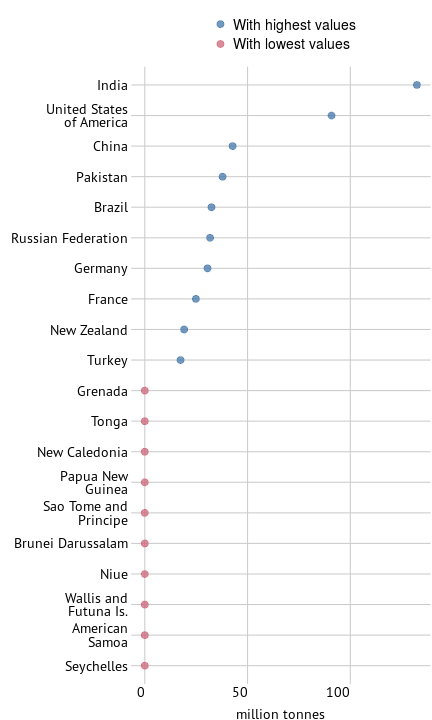 With highest values
With lowest values
India
United States
of America
China
Pakistan
Brazil
Russian Federation
Germany
France
New Zealand
Turkey
Grenada
Tonga
New Caledonia
Papua New
Guinea
Sao Tome and
Principe
Brunei Darussalam
Niue
Wallis and
Futuna Is.
American
Samoa
Seychelles
0 50 100
million tonnes